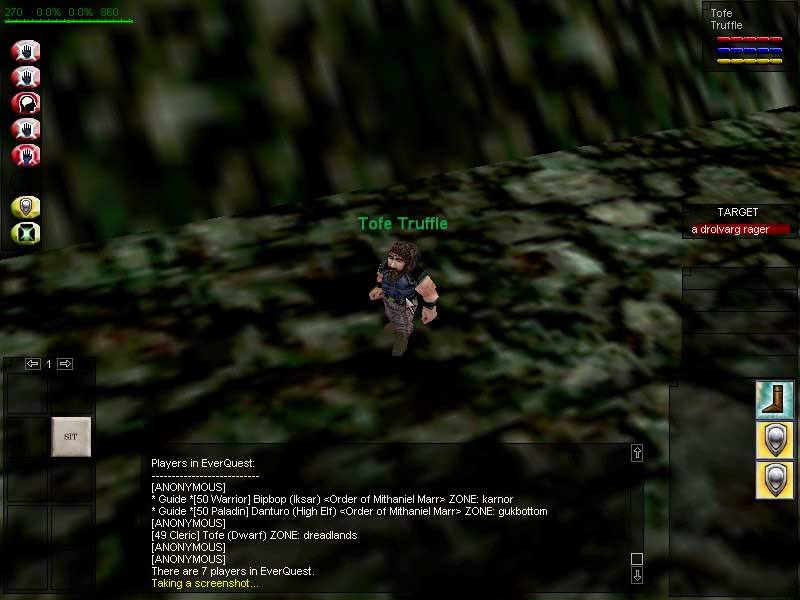 270 0.0% 0.0% 860
Tofe
Truffle
Tofe Truffle
TARGET
a drolvarg rager
1
SIT
Players in EverQuest:
---------------------------
[ANONYMOUS]
* Guide *[50 Warrior] Bipbop (Iksar) <Order of Mithaniel Marr> ZONE: karnor
* Guide *[50 Paladin] Danturo (High Elf) <Order of Mithaniel Marr> ZONE: gukbottom
[ANONYMOUS]
[49 Cleric] Tofe (Dwarf) ZONE: dreadlands
[ANONYMOUS]
[ANONYMOUS]
There are 7 players in EverQuest.
Taking a screenshot...